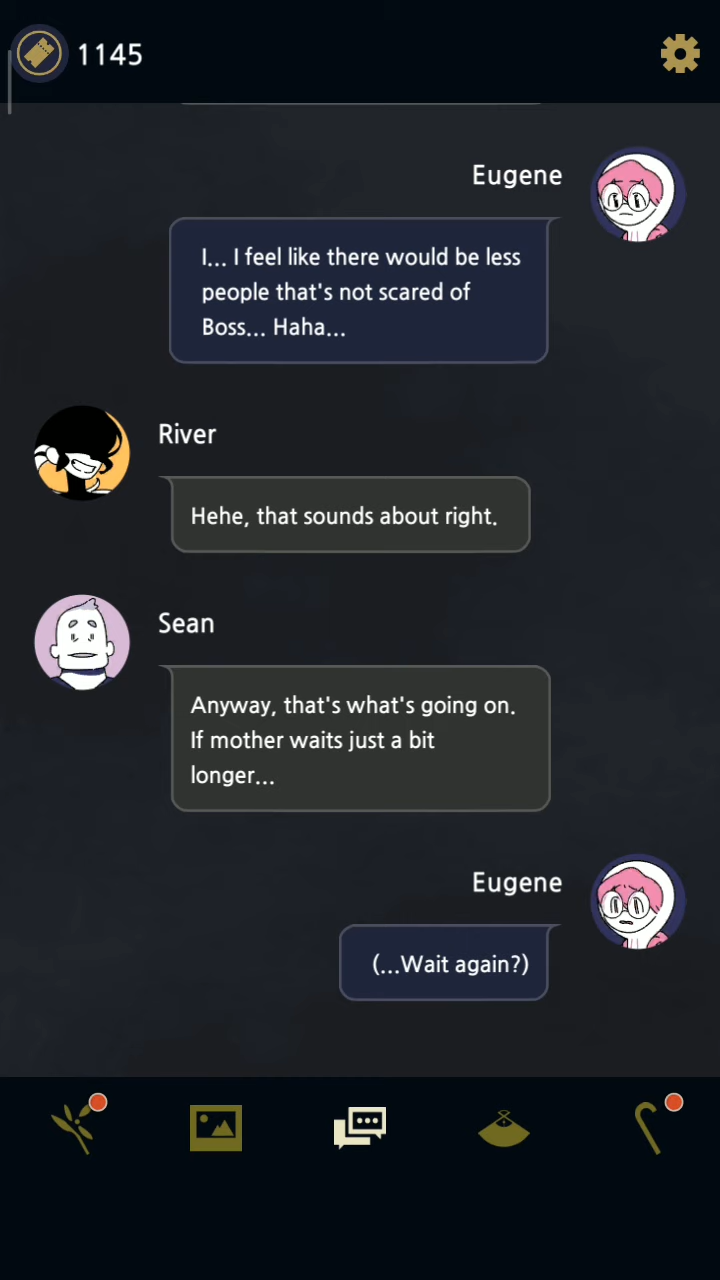 1145
Eugene
I... I feel like there would be less
people that's not scared of
Boss... Haha...
River
Hehe, that sounds about right.
Sean
Anyway, that's what's going on.
If mother waits just a bit
longer...
Eugene
(...Wait again?)